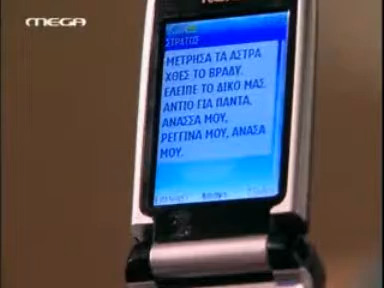 MEGA
ΣΤΡΑΤΟΣ
ΜΕΤΡΗΣΑ ΤΑ ΑΣΤΡΑ
ΧΘΕΣ ΤΟ ΒΡΑΔΥ.
ΕΛΕΙΠΕ ΤΟ ΔΙΚΟ ΜΑΣ.
ΑΝΤΙΟ ΓΙΑ ΠΑΝΤΑ.
ΑΝΑΣΣΑ ΜΟΥ,
ΡΕΓΓΙΝΑ ΜΟΥ, ΑΝΑΣΑ
ΜΟΥ.